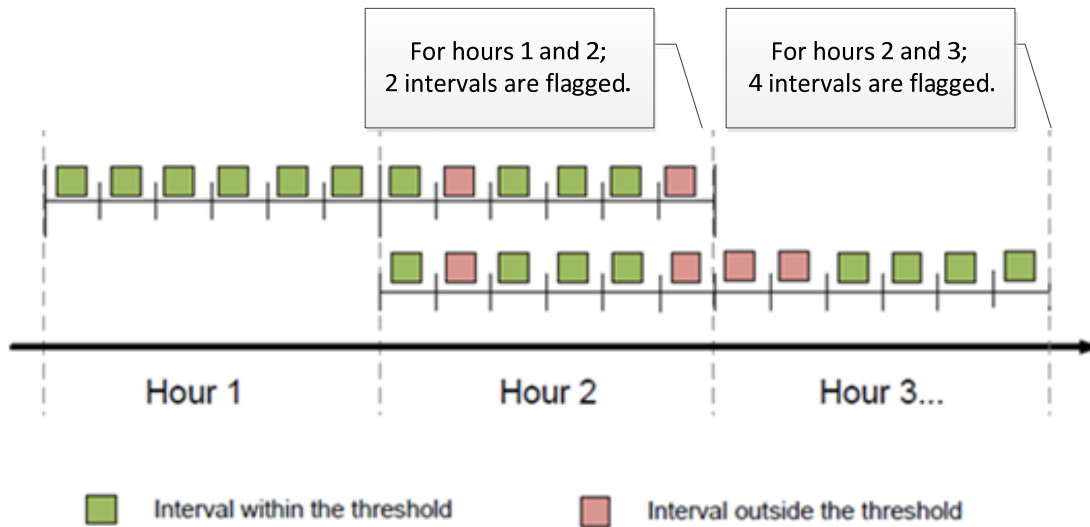 For hours 1 and 2;
2 intervals are flagged.
For hours 2 and 3;
4 intervals are flagged.
Hour 1
Hour 2
Hour 3...
Interval within the threshold
Interval outside the threshold